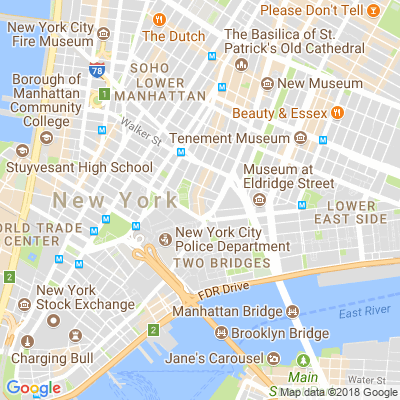 Please Don't Tell
New York City
Fire Museum
The Dutch
The Basilica of St.
Patrick's Old Cathedral
78
SOHO
LOWER
MANHATTAN
New Museum
Borough of
Manhattan
Community
College
1
Beauty & Essex
Walker St
M
Tenement Museum
M
M
Stuyvesant High School
M
Museum at
Eldridge Street
New York
M
M
M
LOWER
EAST SIDE
M
WORLD TRADE
CENTER
New York City
Police Department
TWO BRIDGES
2
New York
Stock Exchange
FDR Drive
Manhattan Bridge
East River
2
Brooklyn Bridge
Charging Bull
Jane's Carousel
Water St
Main
Google
Map data ©2018 Google